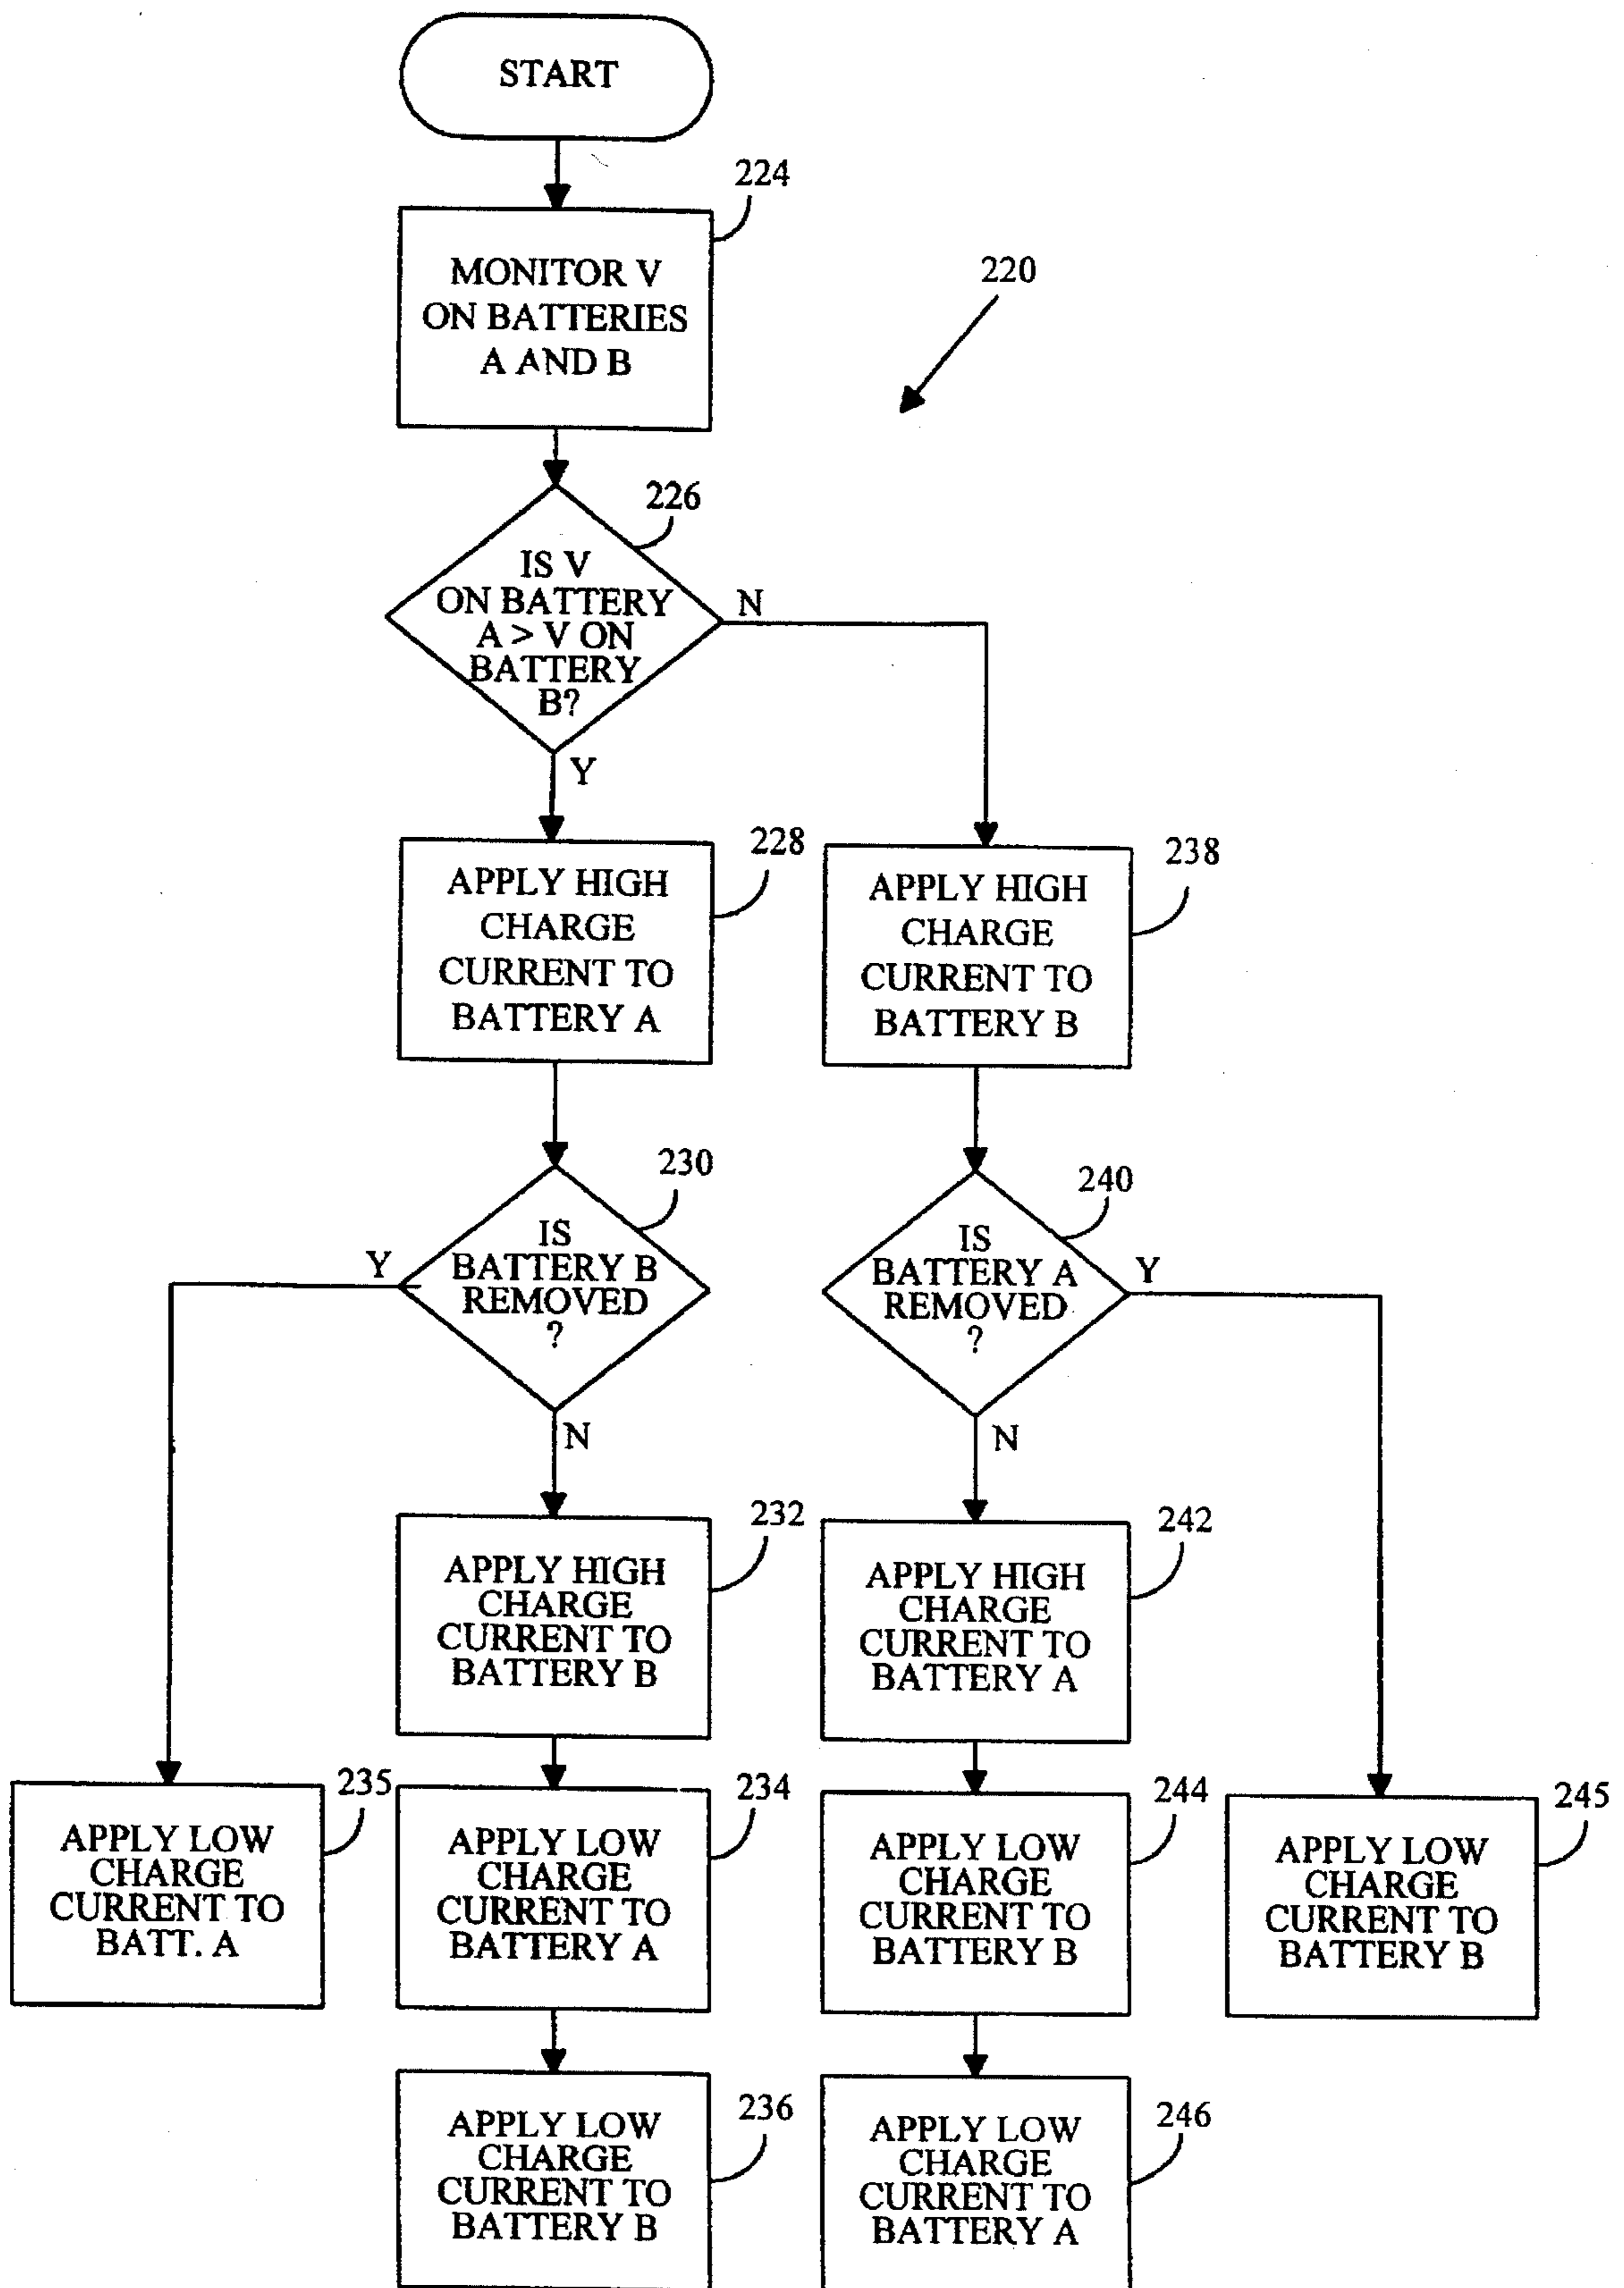 START
224
MONITOR V
ON BATTERIES
A AND B
220
226
IS V
ON BATTERY
A > V ON
BATTERY
B?
N
Y
228
APPLY HIGH
CHARGE
CURRENT TO
BATTERY A
238
APPLY HIGH
CHARGE
CURRENT TO
BATTERY B
230
IS
BATTERY B
REMOVED
?
Y
N
240
IS
BATTERY A
REMOVED
?
Y
N
232
APPLY HIGH
CHARGE
CURRENT TO
BATTERY B
242
APPLY HIGH
CHARGE
CURRENT TO
BATTERY A
235
APPLY LOW
CHARGE
CURRENT TO
BATT. A
234
APPLY LOW
CHARGE
CURRENT TO
BATTERY A
244
APPLY LOW
CHARGE
CURRENT TO
BATTERY B
245
APPLY LOW
CHARGE
CURRENT TO
BATTERY B
236
APPLY LOW
CHARGE
CURRENT TO
BATTERY B
246
APPLY LOW
CHARGE
CURRENT TO
BATTERY A